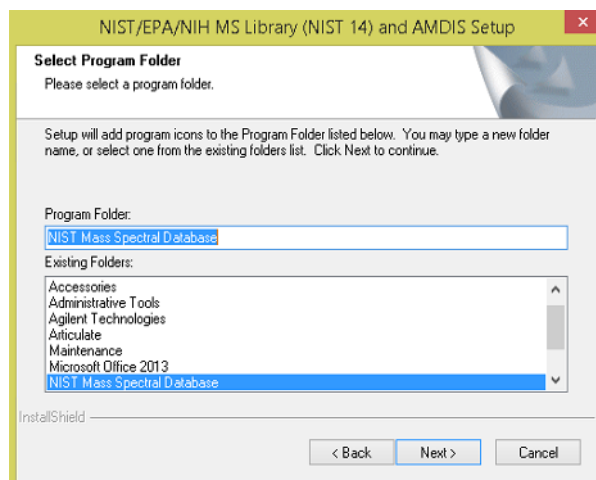 NIST/EPA/NIH MS Library (NIST 14) and AMDIS Setup
Select Program Folder
Please select a program folder.
Setup will add program icons to the Program Folder listed below. You may type a new folder
name, or select one from the existing folders list. Click Next to continue.
Program Folder:
NIST Mass Spectral Database
Existing Folders:
Accessories
Administrative Tools
Agilent Technologies
Articulate
Maintenance
Microsoft Office 2013
NIST Mass Spectral Database
InstallShield
< Back Next > Cancel